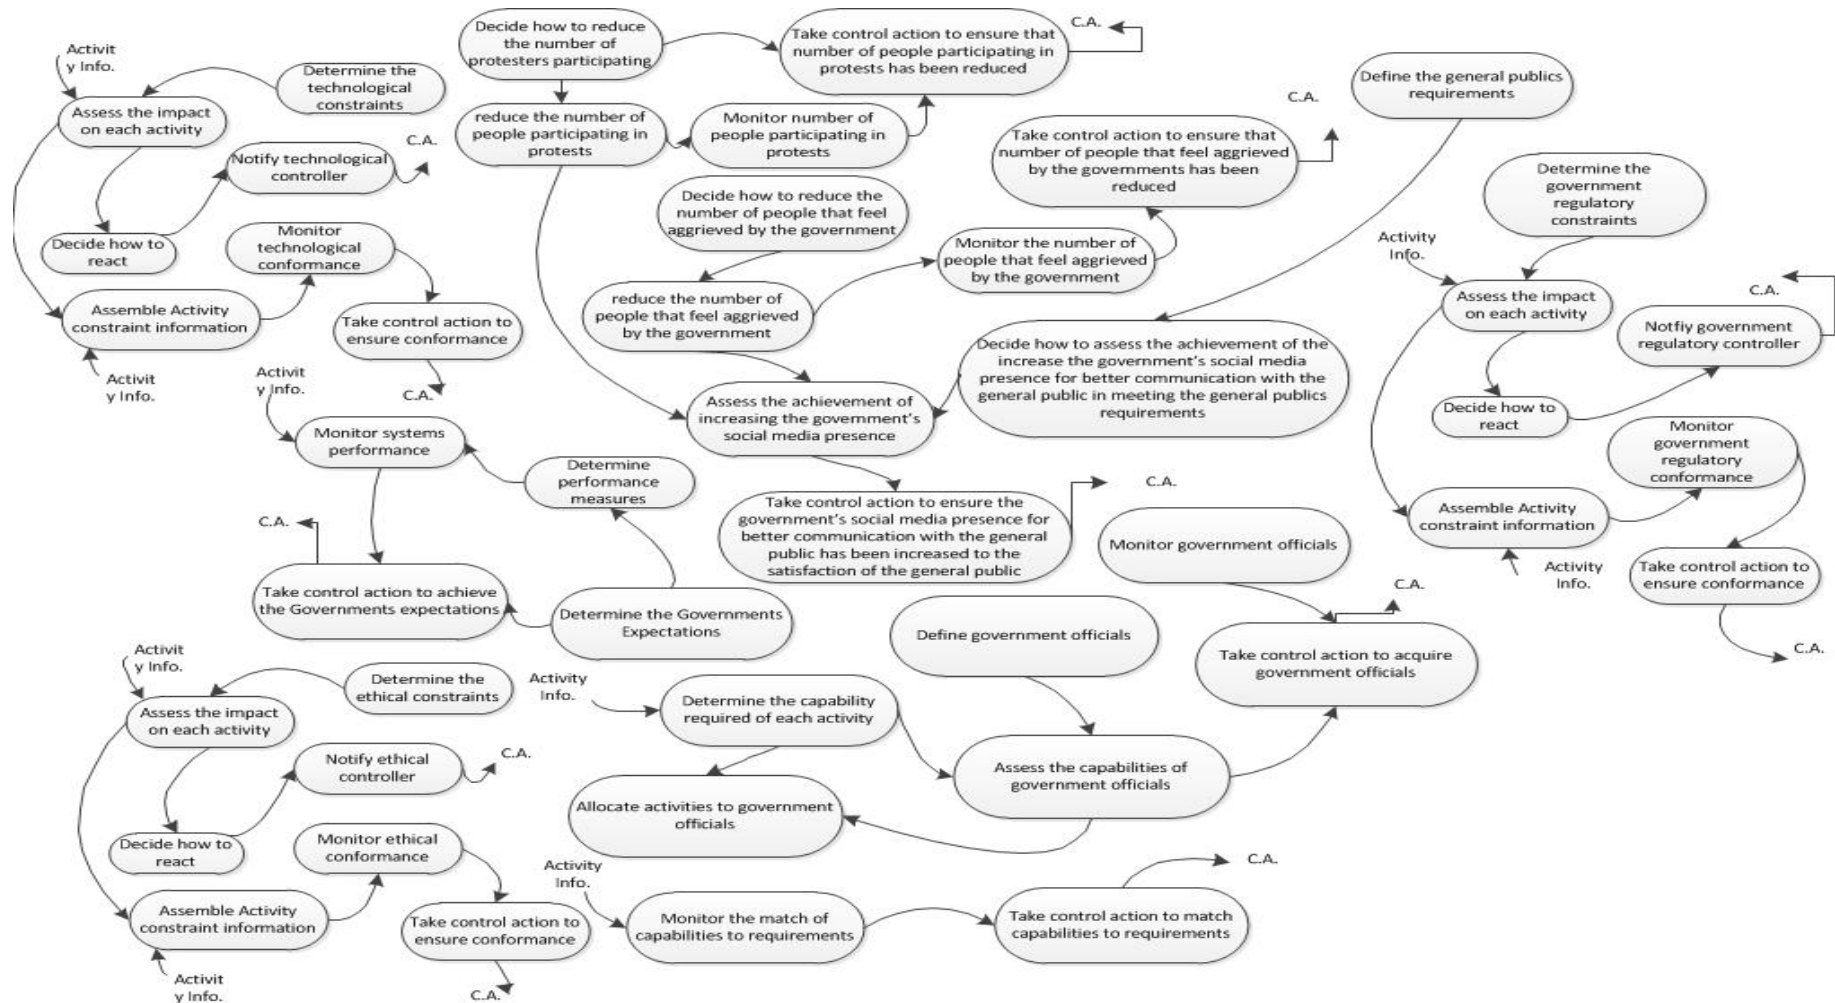 Activit
y Info.
Determine the
technological
constraints
Assess the impact
on each activity
Notify technological
controller
C.A.
Decide how to
react
Monitor
technological
conformance
Assemble Activity
constraint information
Take control action to
ensure conformance
Activit
y Info.
C.A.
Decide how to reduce
the number of
protesters participating
Take control action to ensure that
number of people participating in
protests has been reduced
C.A.
reduce the number of
people participating in
protests
Monitor number of
people participating in
protests
Decide how to reduce the
number of people that feel
aggrieved by the government
Take control action to ensure that
number of people that feel aggrieved
by the governments has been
reduced
C.A.
Monitor the number of
people that feel aggrieved
by the government
reduce the number of
people that feel aggrieved
by the government
Define the general publics
requirements
Decide how to assess the achievement of the
increase the government's social media
presence for better communication with the
general public in meeting the general publics
requirements
Assess the achievement of
increasing the government's
social media presence
Take control action to ensure the
government's social media presence for
better communication with the general
public has been increased to the
satisfaction of the general public
C.A.
Determine the
government
regulatory
constraints
Activity
Info.
Assess the impact
on each activity
C.A.
Notfiy government
regulatory controller
Decide how to
react
Monitor
government
regulatory
conformance
Assemble Activity
constraint information
Activity
Info.
Take control action to
ensure conformance
C.A.
Activit
y Info.
Monitor systems
performance
Determine
performance
measures
C.A.
Take control action to achieve
the Governments expectations
Determine the Governments
Expectations
Monitor government officials
C.A.
Define government officials
Take control action to acquire
government officials
Activity
Info.
Determine the capability
required of each activity
Assess the capabilities of
government officials
Allocate activities to government
officials
Activit
y Info.
Determine the
ethical constraints
Assess the impact
on each activity
Notify ethical
controller
C.A.
Decide how to
react
Monitor ethical
conformance
Assemble Activity
constraint information
Take control action to
ensure conformance
Activit
y Info.
C.A.
Activity
Info.
Monitor the match of
capabilities to requirements
Take control action to match
capabilities to requirements
C.A.